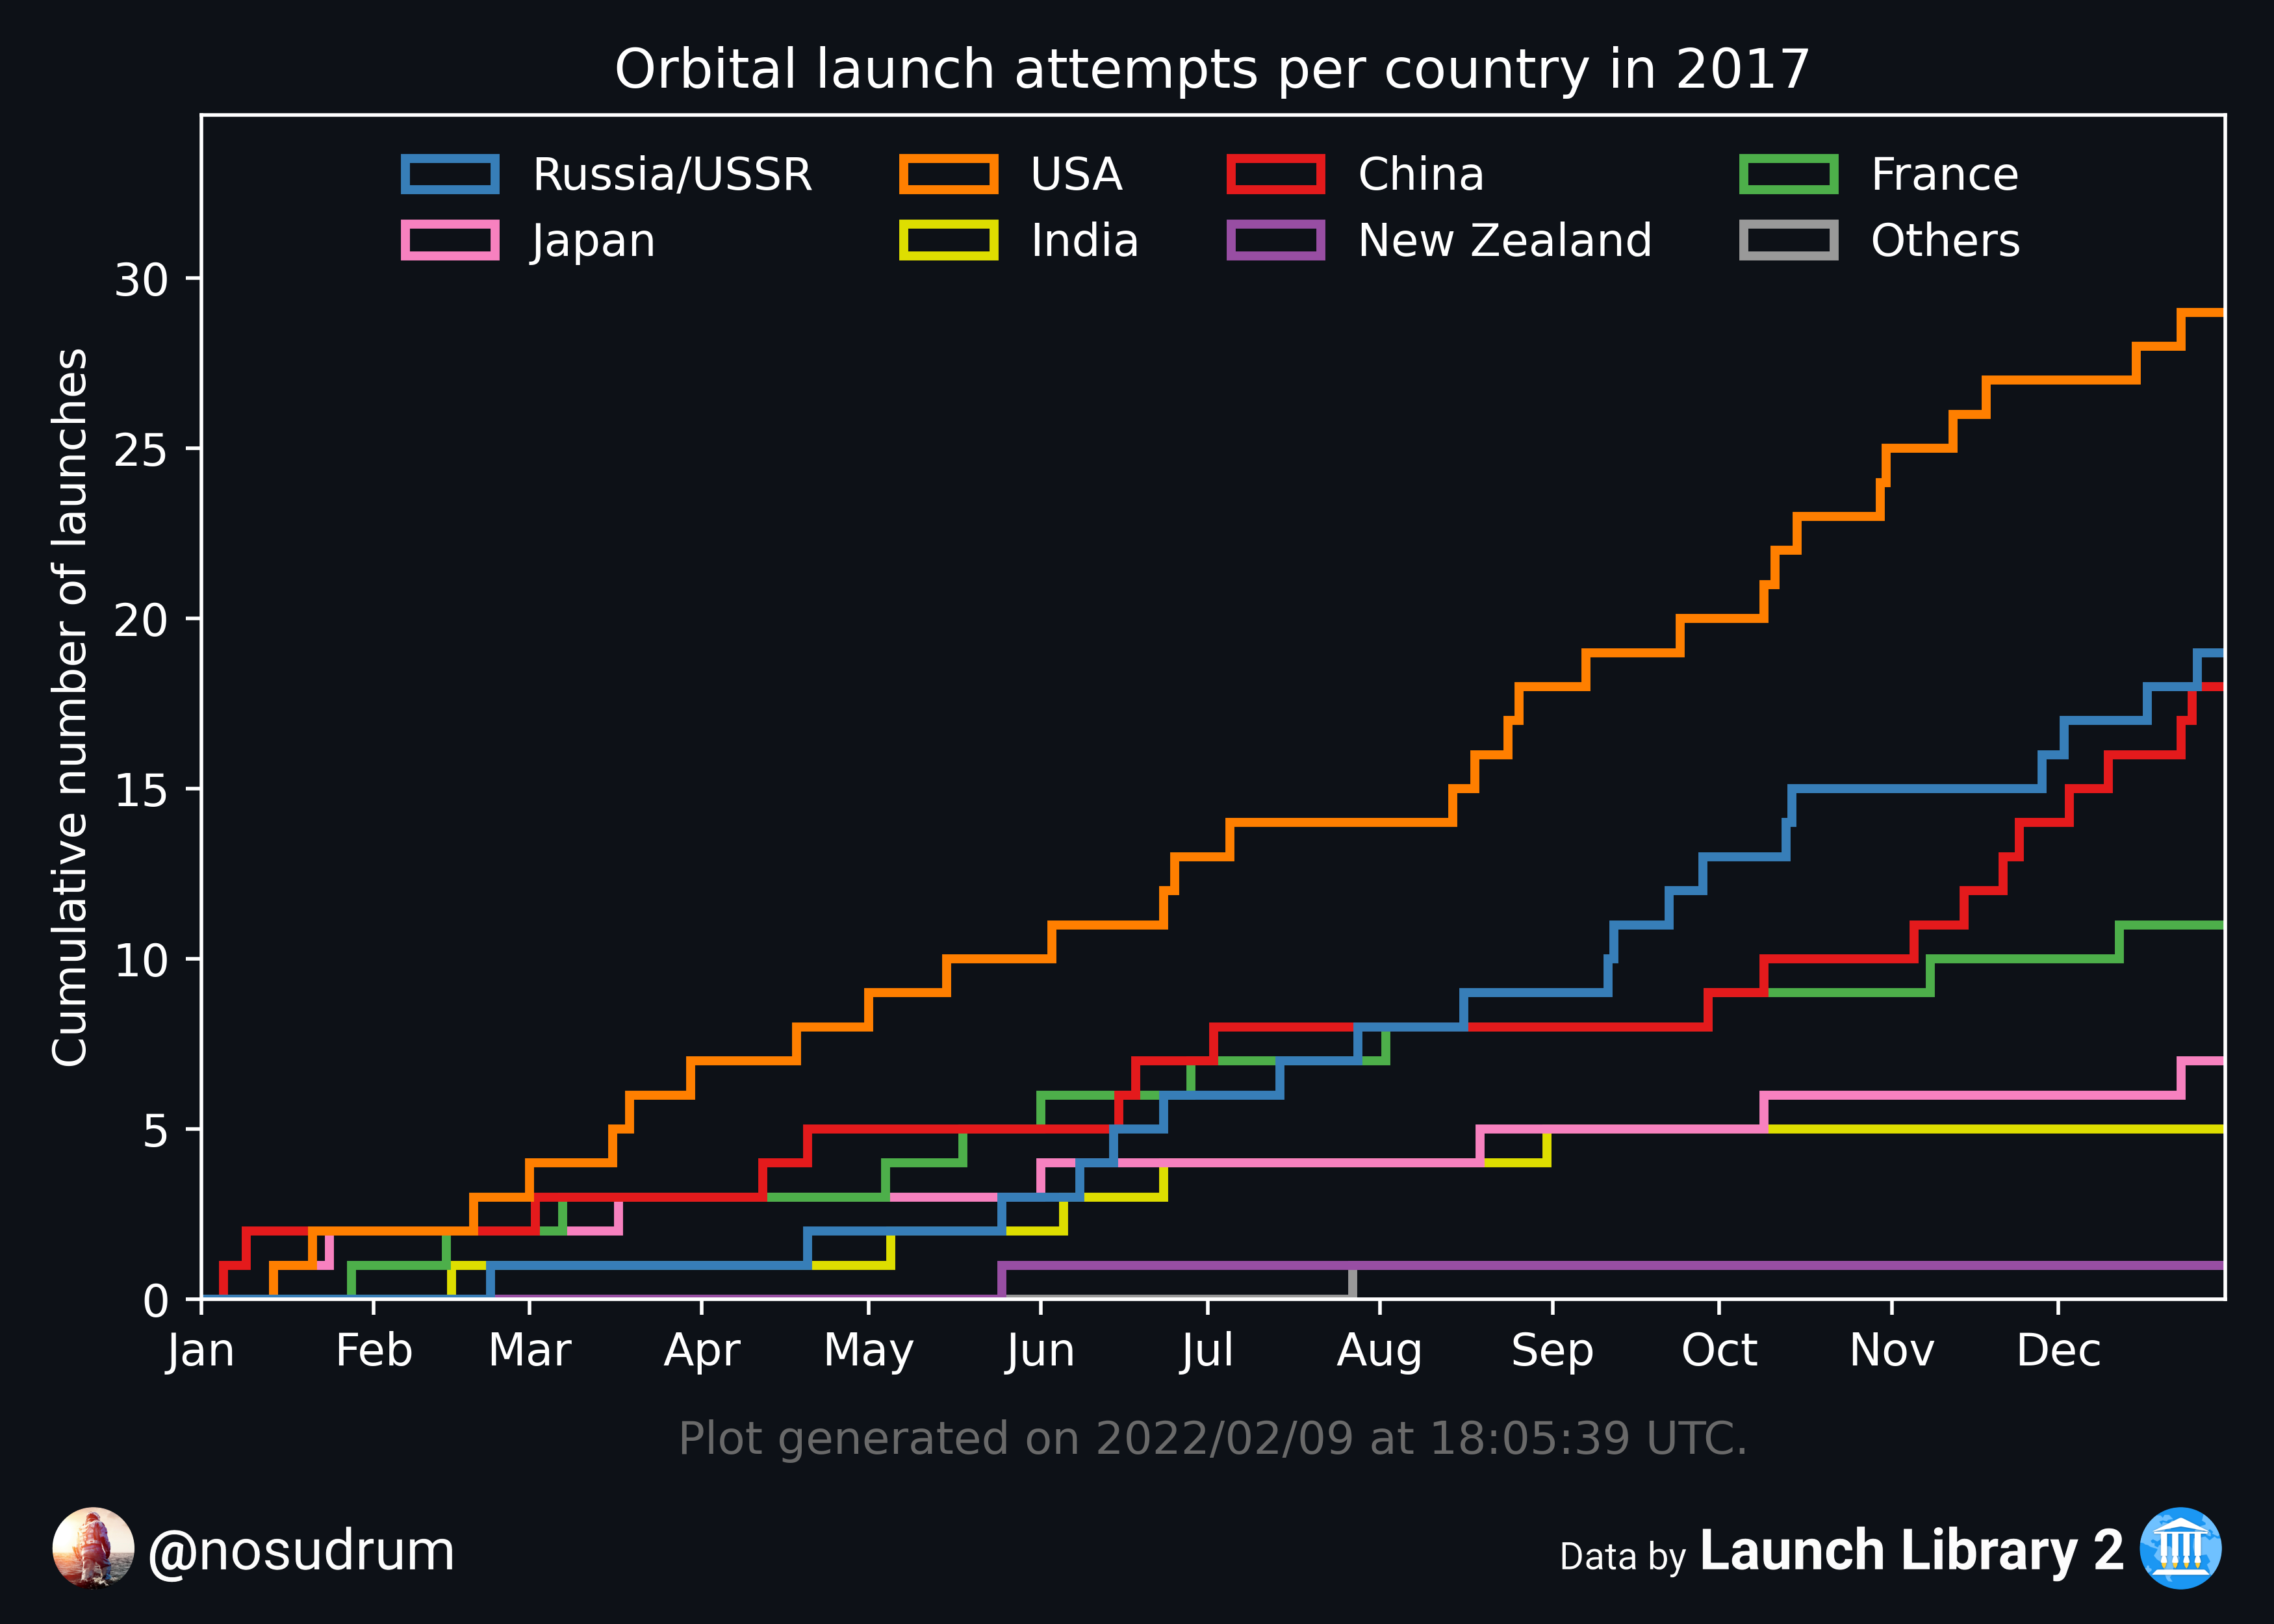 Orbital launch attempts per country in 2017
Russia/USSR USA China France
Japan India New Zealand Others
Cumulative number of launches
30
25
20
15
10
5
0
Jan Feb Mar Apr May Jun Jul Aug Sep Oct Nov Dec
Plot generated on 2022/02/09 at 18:05:39 UTC.
@nosudrum
Data by Launch Library 2